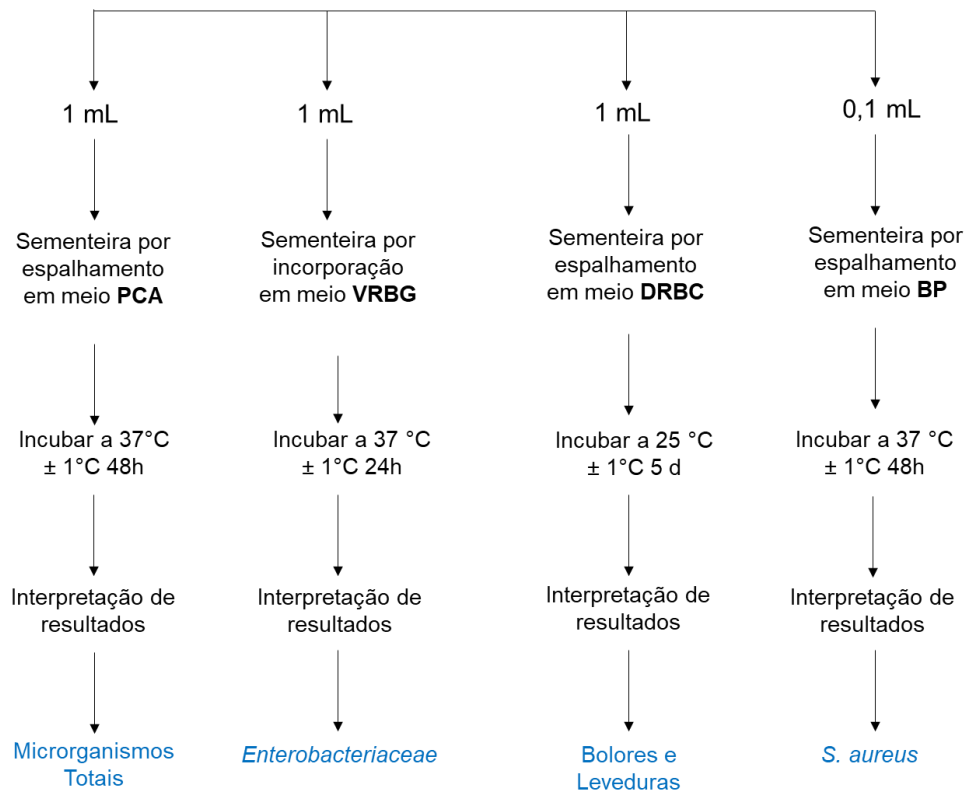 1 mL
Sementeira por
espalhamento
em meio PCA
Incubar a 37°C
± 1°C 48h
Interpretação de
resultados
Microrganismos
Totais
1 mL
Sementeira por
incorporação
em meio VRBG
Incubar a 37 °C
± 1°C 24h
Interpretação de
resultados
Enterobacteriaceae
1 mL
Sementeira por
espalhamento
em meio DRBC
Incubar a 25 °C
± 1°C 5 d
Interpretação de
resultados
Bolores e
Leveduras
0,1 mL
Sementeira por
espalhamento
em meio BP
Incubar a 37 °C
± 1°C 48h
Interpretação de
resultados
S. aureus